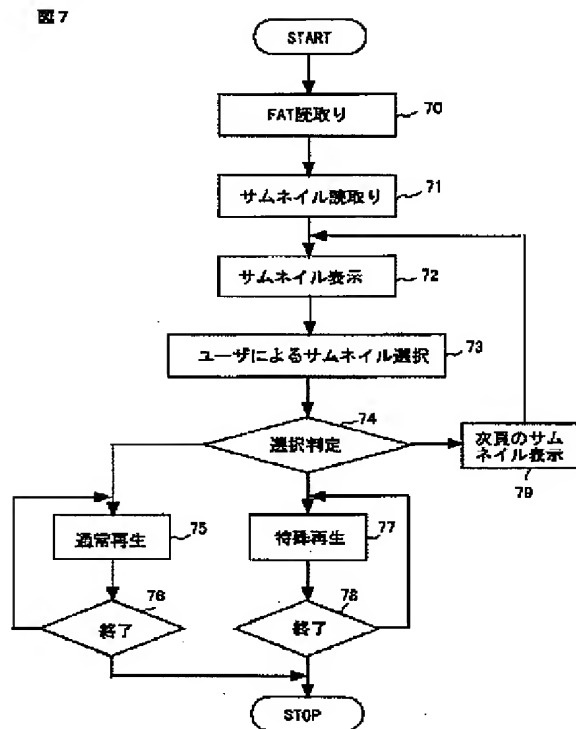 図7
START
FAT読取り
70
サムネイル読取り
71
サムネイル表示
72
ユーザによるサムネイル選択
73
選択判定
74
次頁のサム
ネイル表示
79
通常再生
75
特殊再生
77
終了
76
終了
78
STOP